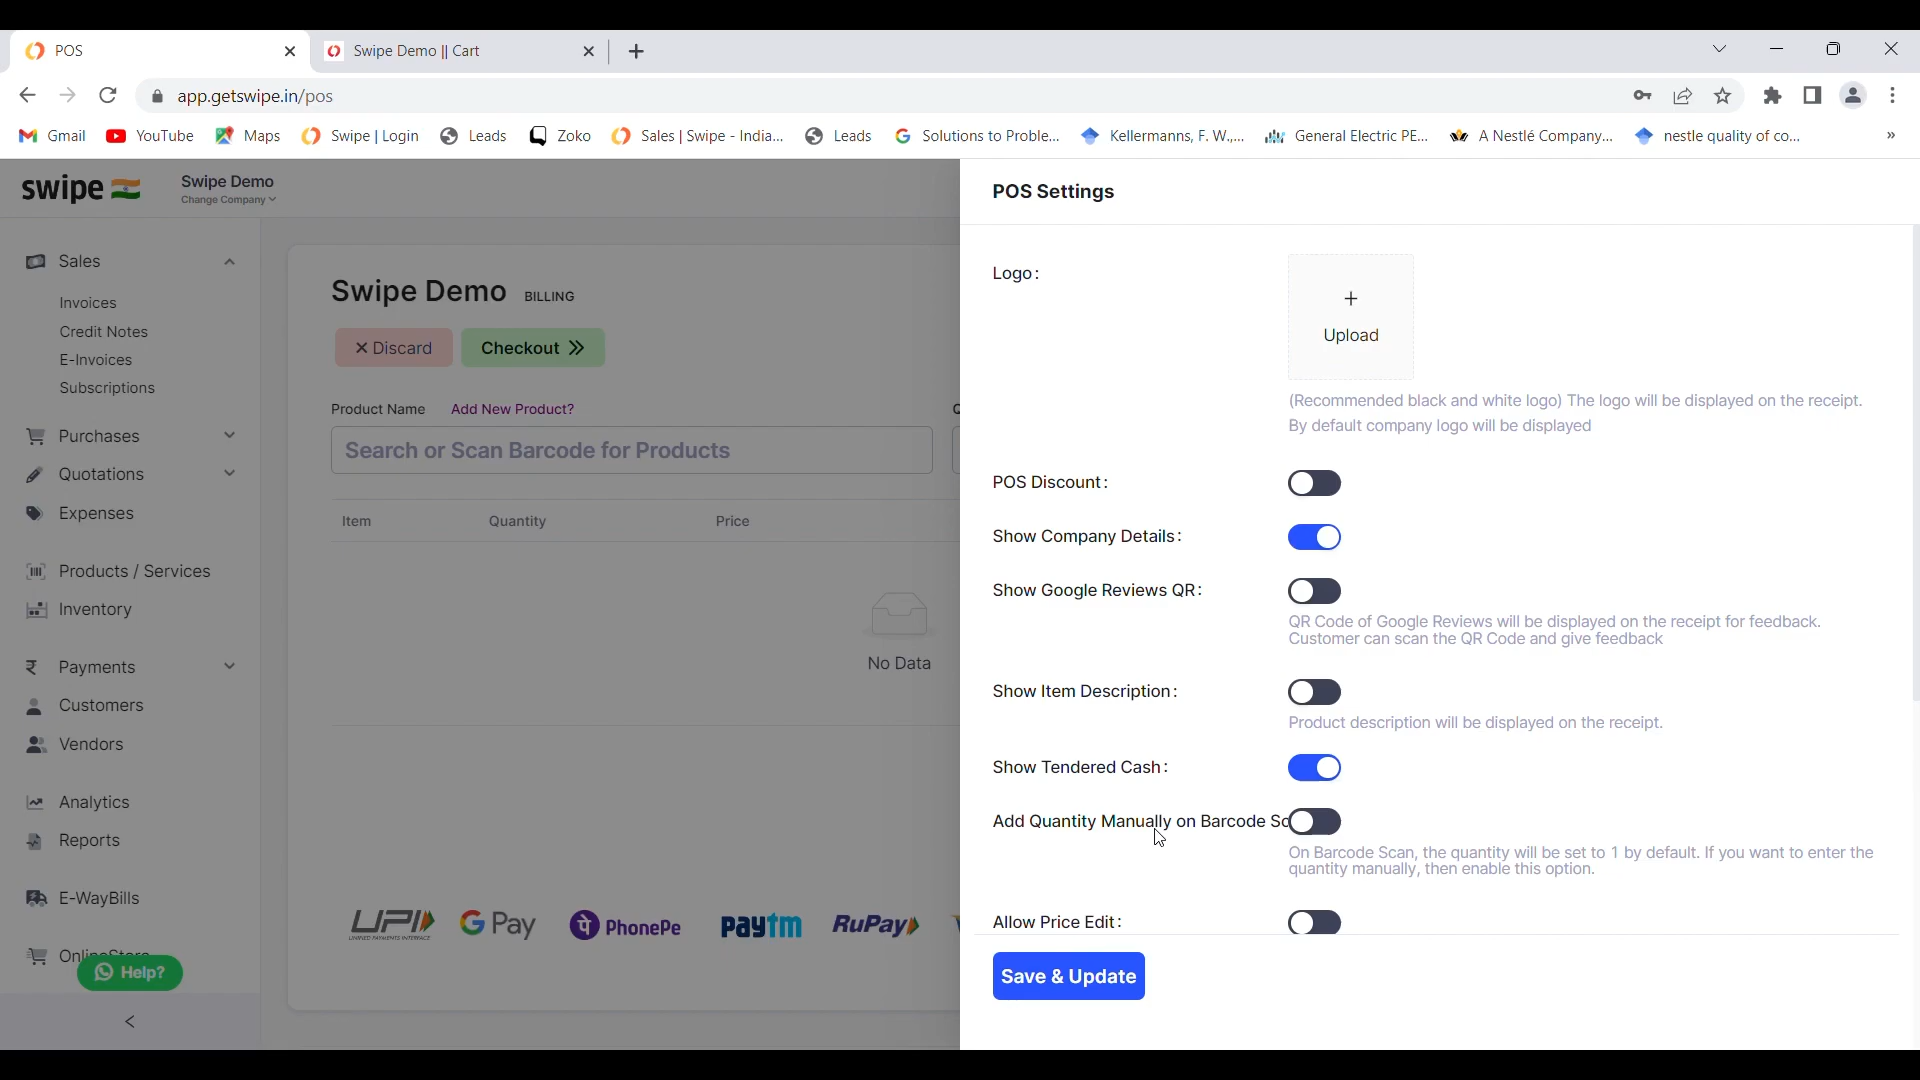 POS
Swipe Demo || Cart
app.getswipe.in/pos
Gmail
YouTube
Maps
Swipe | Login
Leads
Zoko
Sales | Swipe - India...
Leads
Solutions to Proble...
Kellermanns, F. W.,...
General Electric PE...
A Nestlé Company...
nestle quality of co...
»
swipe
Swipe Demo
Change Company
Sales
Invoices
Credit Notes
E-Invoices
Subscriptions
Purchases
Quotations
Expenses
Products / Services
Inventory
Payments
Customers
Vendors
Analytics
Reports
E-WayBills
OnlineStore
Help?
Swipe Demo BILLING
Discard
Checkout
Product Name Add New Product?
Search or Scan Barcode for Products
Item Quantity Price
No Data
UPI
UNIFIED PAYMENTS INTERFACE
G Pay
PhonePe
paytm
RuPay
POS Settings
Logo:
+
Upload
(Recommended black and white logo) The logo will be displayed on the receipt.
By default company logo will be displayed
POS Discount:
Show Company Details:
Show Google Reviews QR:
QR Code of Google Reviews will be displayed on the receipt for feedback.
Customer can scan the QR Code and give feedback
Show Item Description:
Product description will be displayed on the receipt.
Show Tendered Cash:
Add Quantity Manually on Barcode Sc
On Barcode Scan, the quantity will be set to 1 by default. If you want to enter the
quantity manually, then enable this option.
Allow Price Edit:
Save & Update